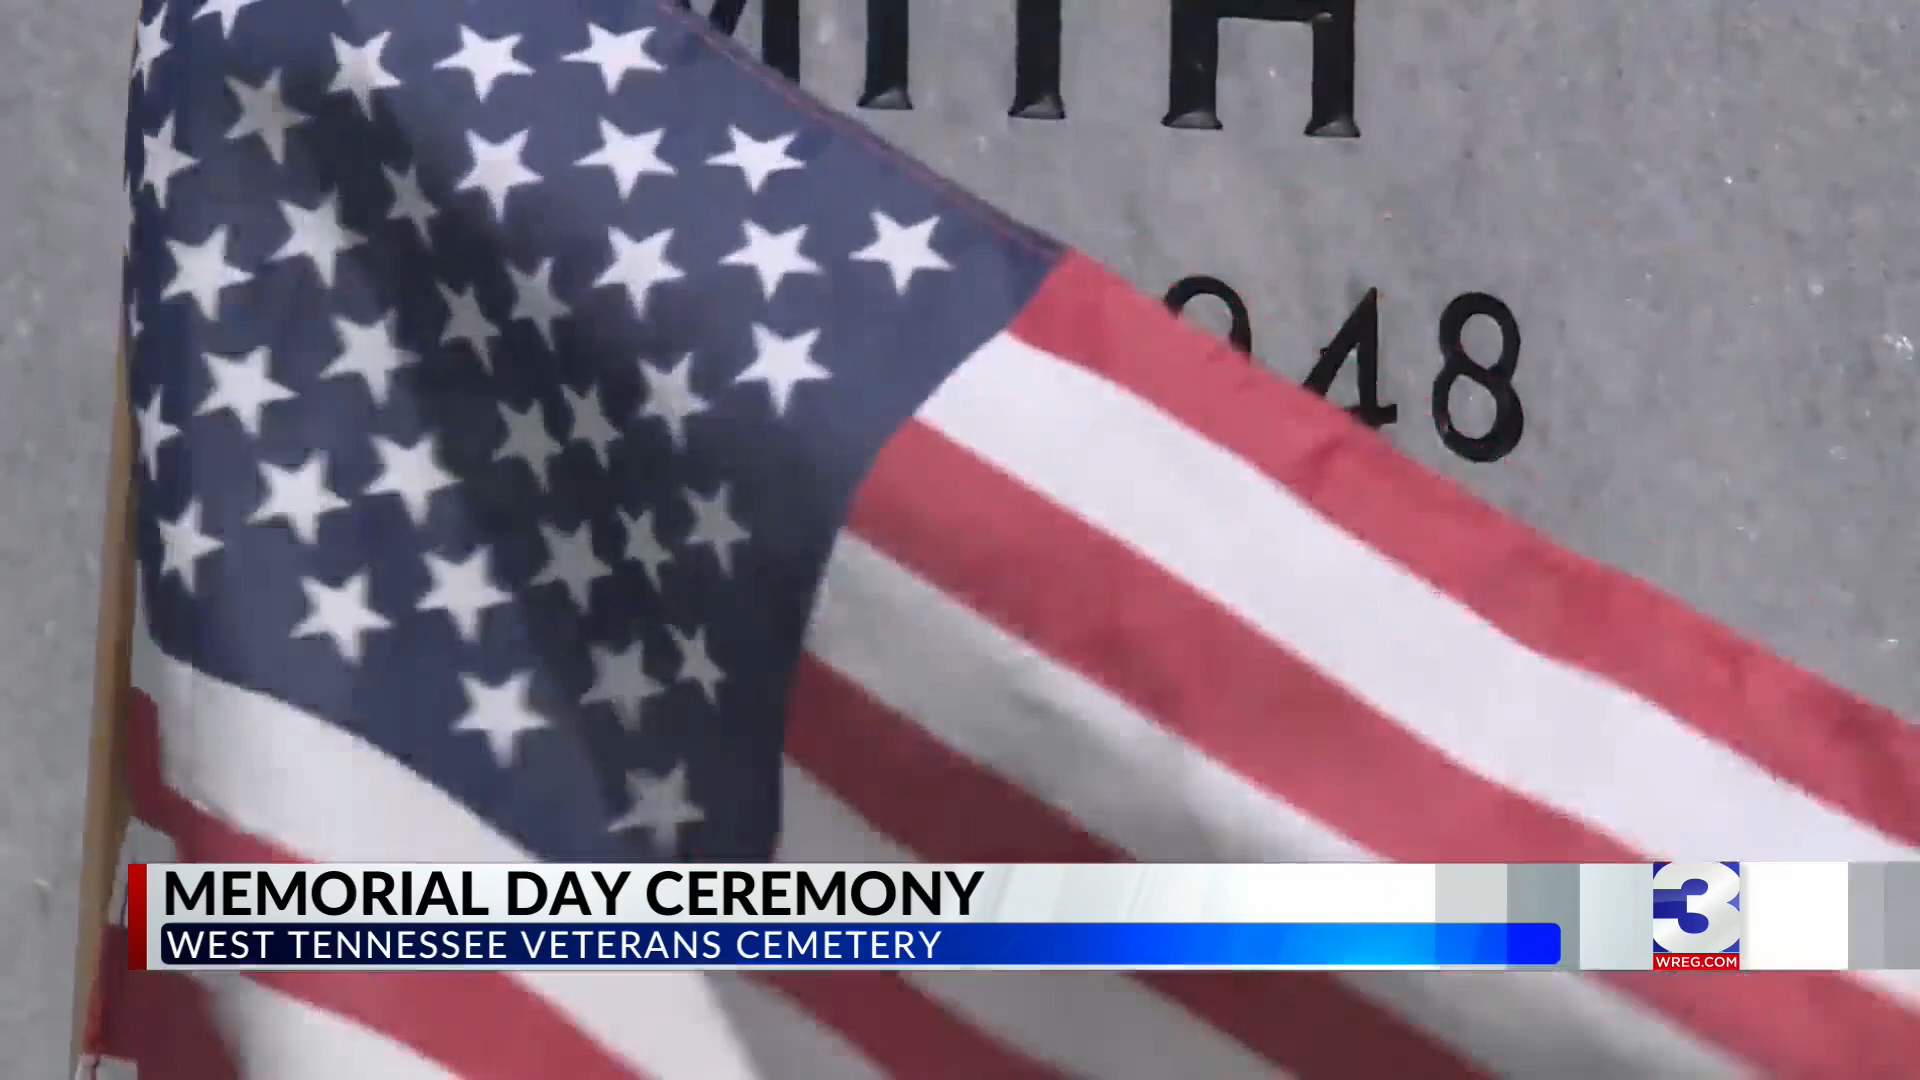 MITH
948
MEMORIAL DAY CEREMONY
WEST TENNESSEE VETERANS CEMETERY
3
WREG.COM